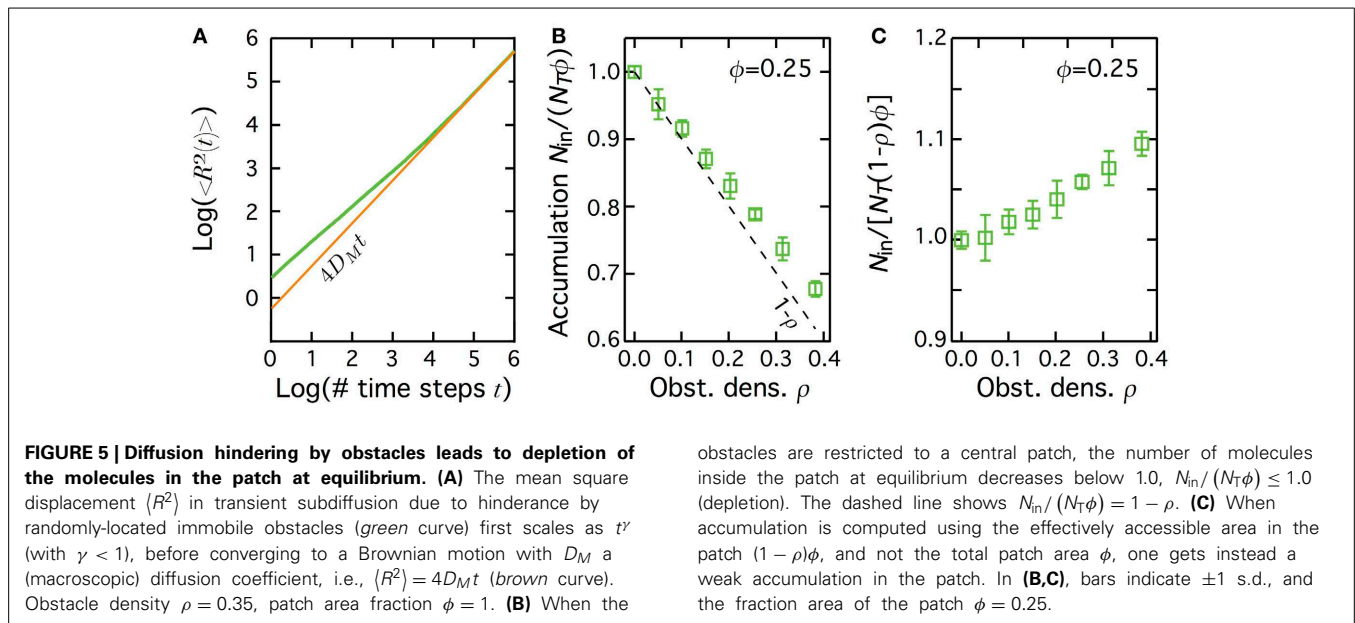 A
6
5
4
3
2
1
0
Log(<R²(t)>)
4D_M t
0 1 2 3 4 5 6
Log(# time steps t)
B
ϕ=0.25
1.0
0.9
0.8
0.7
0.6
Accumulation N_in/(N_Tϕ)
1-ρ
0.0 0.1 0.2 0.3 0.4
Obst. dens. ρ
C
1.2
ϕ=0.25
1.1
1.0
0.9
N_in/[N_T(1-ρ)ϕ]
0.0 0.1 0.2 0.3 0.4
Obst. dens. ρ
FIGURE 5 | Diffusion hindering by obstacles leads to depletion of
the molecules in the patch at equilibrium. (A) The mean square
displacement ⟨R²⟩ in transient subdiffusion due to hinderance by
randomly-located immobile obstacles (green curve) first scales as t^γ
(with γ < 1), before converging to a Brownian motion with D_M a
(macroscopic) diffusion coefficient, i.e., ⟨R²⟩ = 4D_M t (brown curve).
Obstacle density ρ = 0.35, patch area fraction ϕ = 1. (B) When the
obstacles are restricted to a central patch, the number of molecules
inside the patch at equilibrium decreases below 1.0, N_in/ (N_Tϕ) ≤ 1.0
(depletion). The dashed line shows N_in/ (N_Tϕ) = 1 − ρ. (C) When
accumulation is computed using the effectively accessible area in the
patch (1 − ρ)ϕ, and not the total patch area ϕ, one gets instead a
weak accumulation in the patch. In (B,C), bars indicate ±1 s.d., and
the fraction area of the patch ϕ = 0.25.